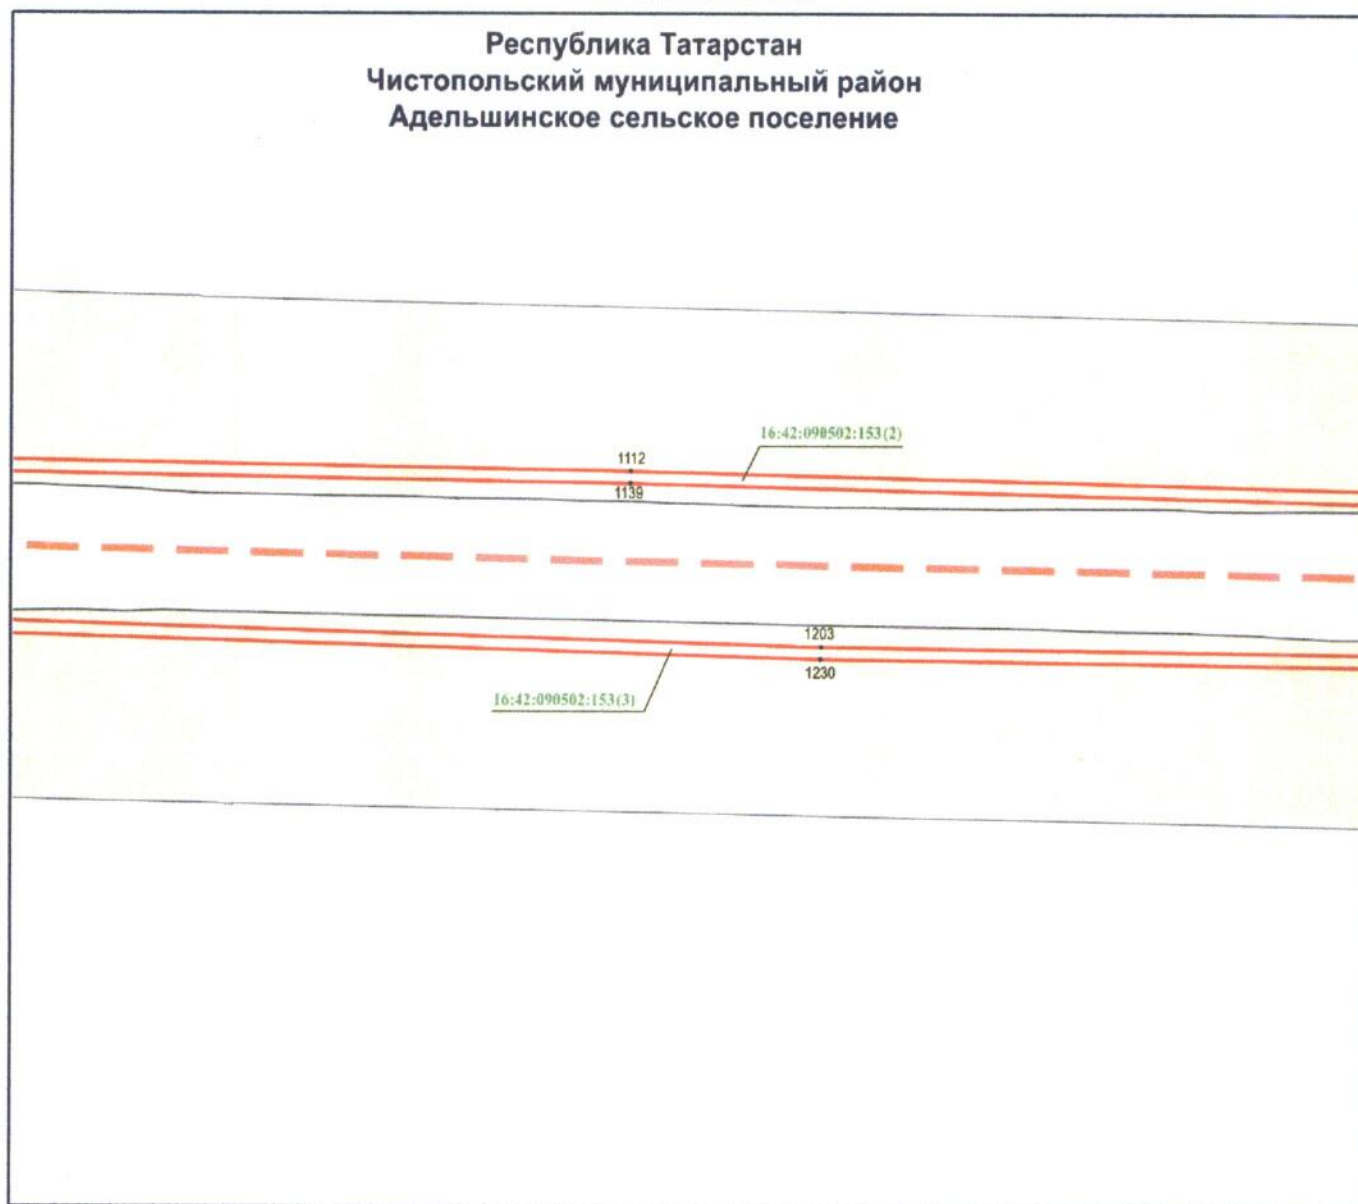 Республика Татарстан
Чистопольский муниципальный район
Адельшинское сельское поселение
16:42:090502:153(2)
1112
1139
1203
1230
16:42:090502:153(3)